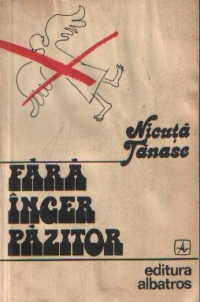 Nicuță
Tănase
FĂRĂ
ÎNGER
PĂZITOR
editura
albatros